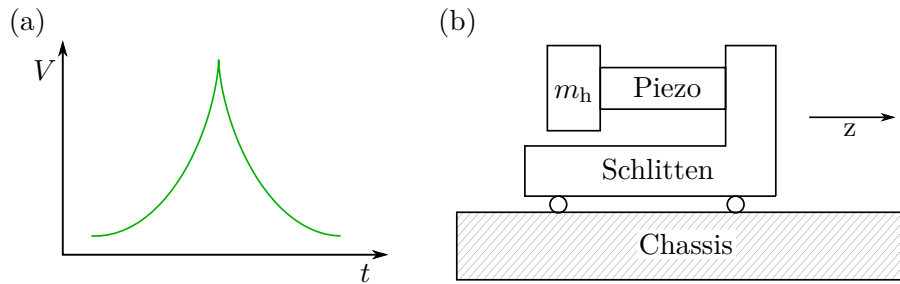 (a)
V
t
(b)
m_h
Piezo
Schlitten
z
Chassis